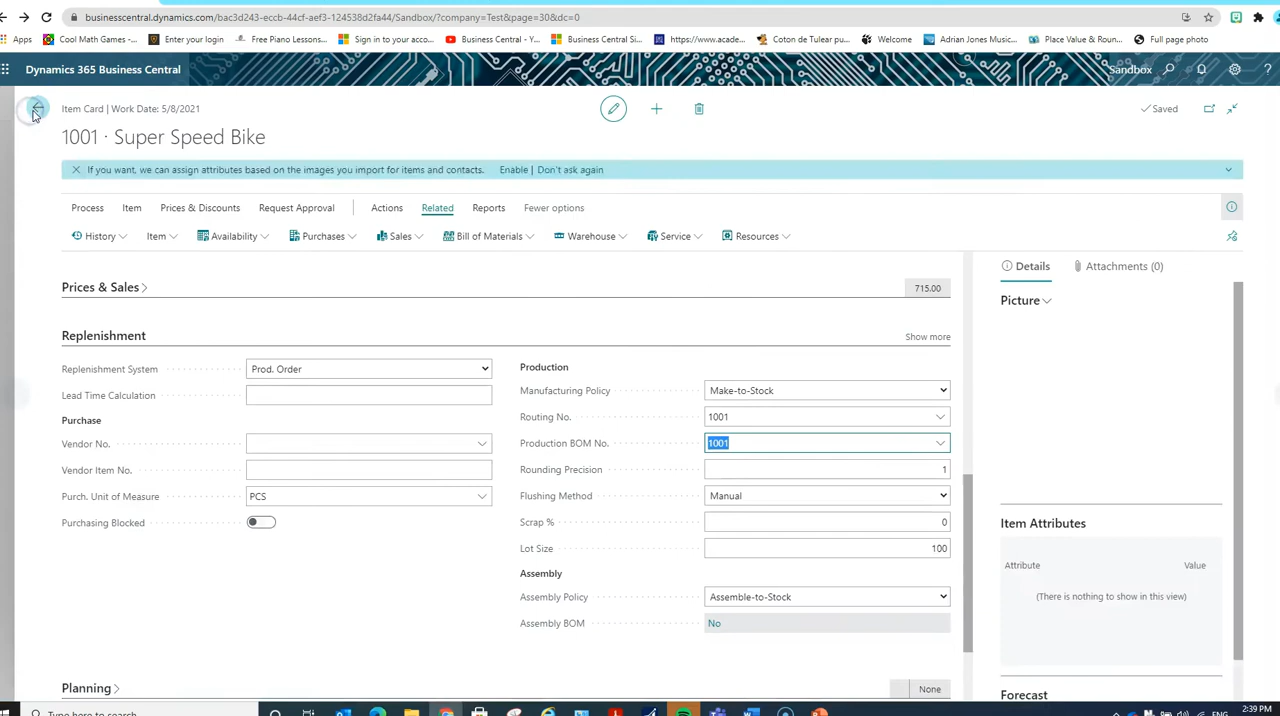 businesscentral.dynamics.com/bac3d243-eccb-44cf-aef3-124538d2fa44/Sandbox/?company=Test&page=30&dc=0
Apps Cool Math Games -... Enter your login Free Piano Lessons... Sign in to your acco... Business Central - Y... Business Central Si... https://www.acade... Coton de Tulear pu... Welcome Adrian Jones Music... Place Value & Roun... Full page photo
Dynamics 365 Business Central Sandbox ?
Item Card | Work Date: 5/8/2021 Saved
1001 · Super Speed Bike
If you want, we can assign attributes based on the images you import for items and contacts. Enable | Don't ask again
Process Item Prices & Discounts Request Approval Actions Related Reports Fewer options
History Item Availability Purchases Sales Bill of Materials Warehouse Service Resources
Details Attachments (0)
Prices & Sales 715.00
Picture
Replenishment Show more
Replenishment System Prod. Order
Lead Time Calculation
Purchase
Vendor No.
Vendor Item No.
Purch. Unit of Measure PCS
Purchasing Blocked
Production
Manufacturing Policy Make-to-Stock
Routing No. 1001
Production BOM No. 1001
Rounding Precision 1
Flushing Method Manual
Scrap % 0
Lot Size 100
Assembly
Assembly Policy Assemble-to-Stock
Assembly BOM No
Item Attributes
Attribute Value
(There is nothing to show in this view)
Planning None
Forecast
Type here to search ENG 2:39 PM